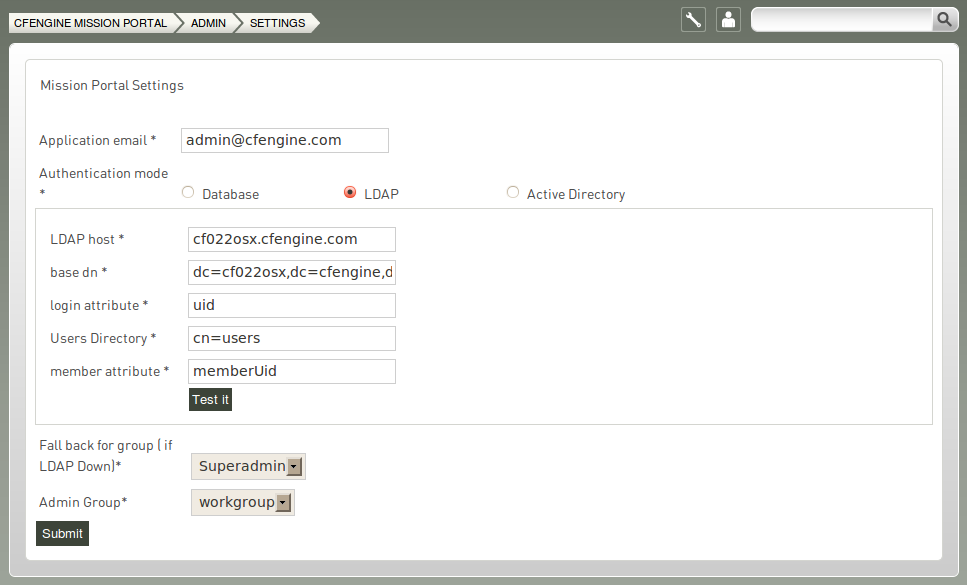 CFENGINE MISSION PORTAL ADMIN SETTINGS
Mission Portal Settings
Application email * admin@cfengine.com
Authentication mode
* Database LDAP Active Directory
LDAP host * cf022osx.cfengine.com
base dn * dc=cf022osx,dc=cfengine,d
login attribute * uid
Users Directory * cn=users
member attribute * memberUid
Test it
Fall back for group ( if
LDAP Down)* Superadmin
Admin Group* workgroup
Submit